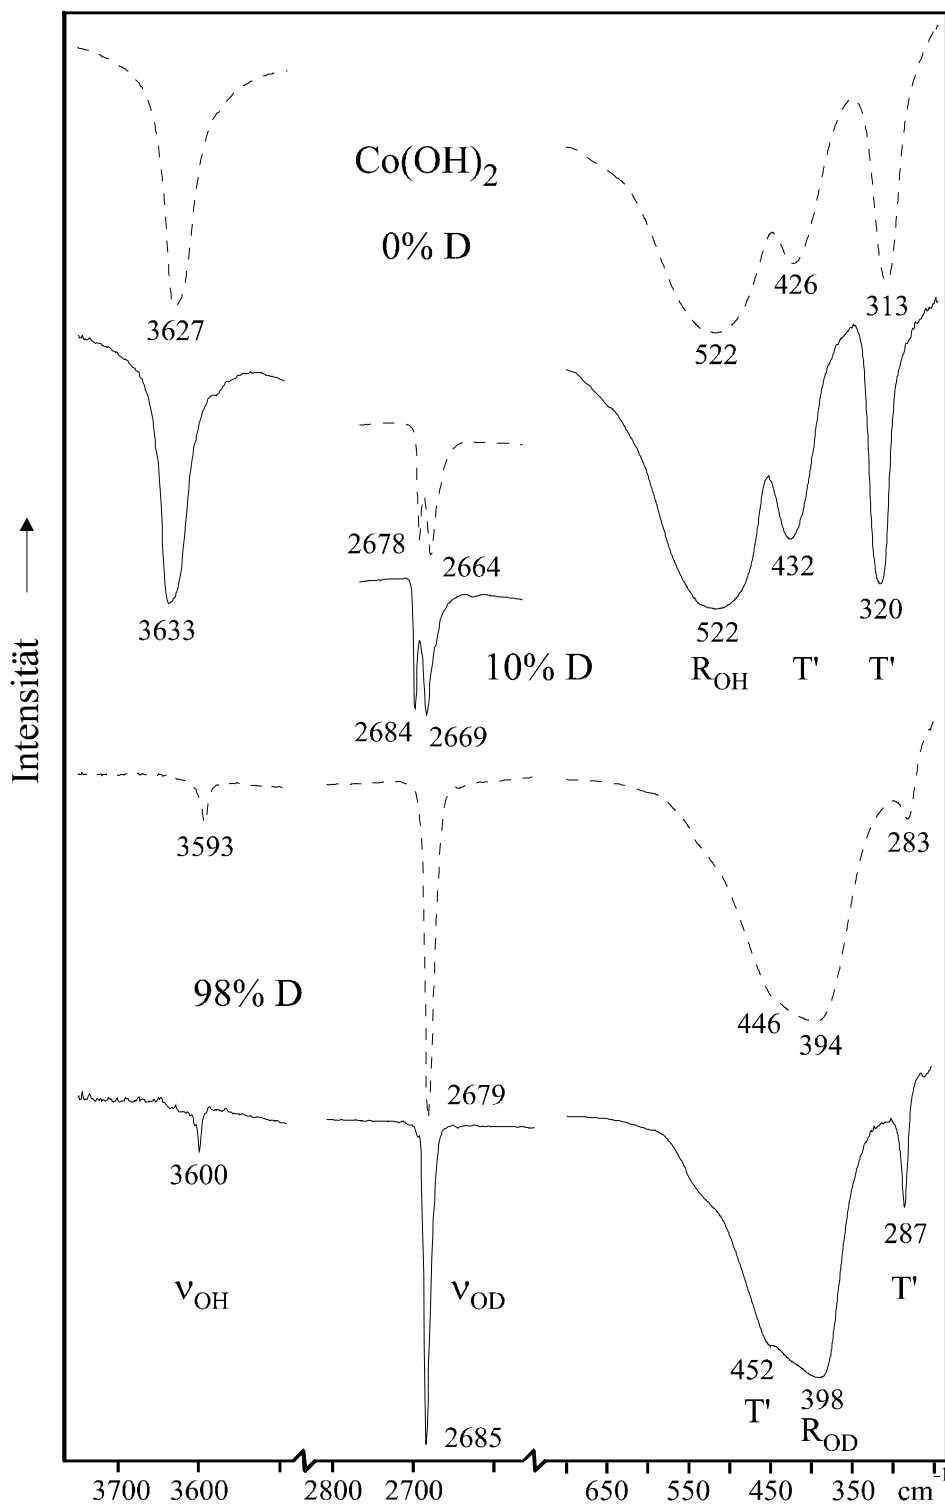 Co(OH)2
0% D
3627
426
313
522
3633
2678
2664
432
320
522
10% D
ROH
T'
T'
2684
2669
Intensität
3593
283
98% D
446
394
2679
3600
287
νOH
νOD
T'
452
398
T'
ROD
2685
3700 3600 2800 2700 650 550 450 350 cm-1